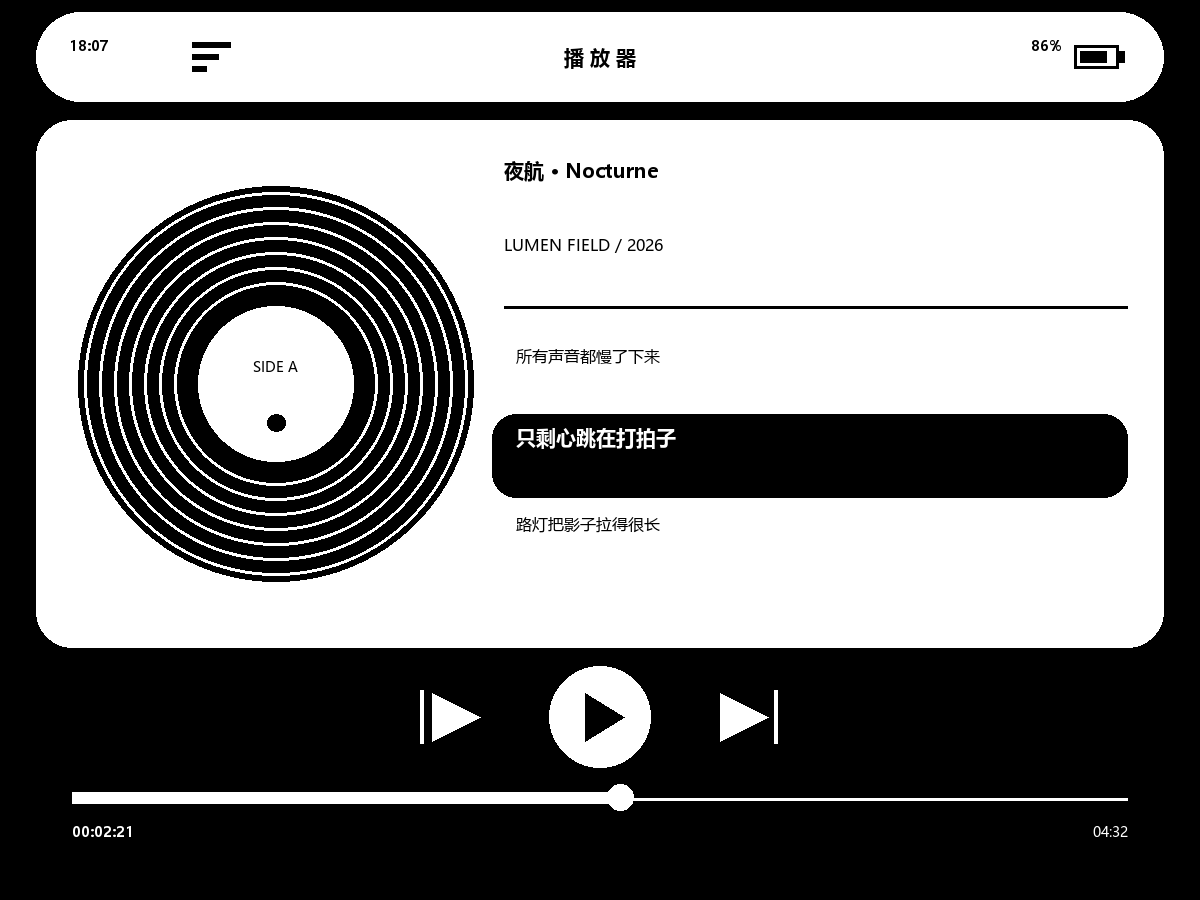 18:07
播放器
86%
夜航 • Nocturne
LUMEN FIELD / 2026
SIDE A
所有声音都慢了下来
只剩心跳在打拍子
路灯把影子拉得很长
00:02:21
04:32